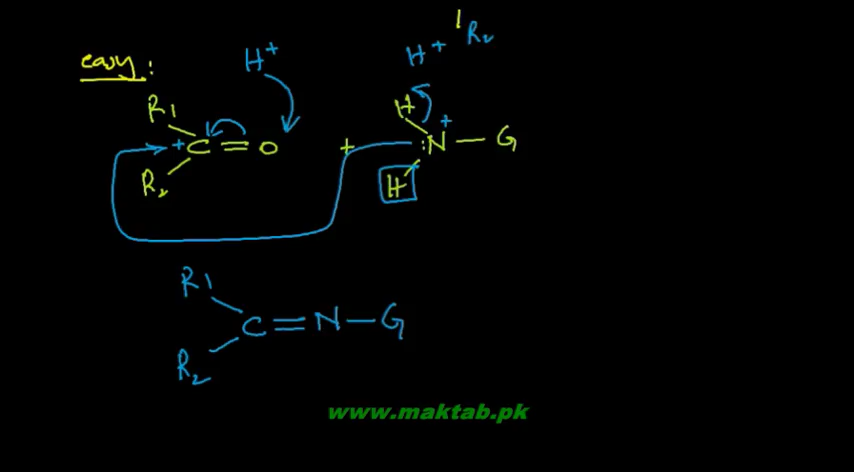 easy:
H+
H+
R2
R1
C=O
+
H
:N+—G
R2
H
R1
C=N—G
R2
www.maktab.pk